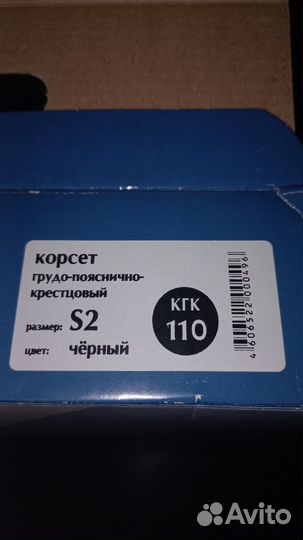 корсет
грудо-пояснично-
крестцовый
размер: S2
цвет: чёрный
КГК
110
4606522000496
Avito